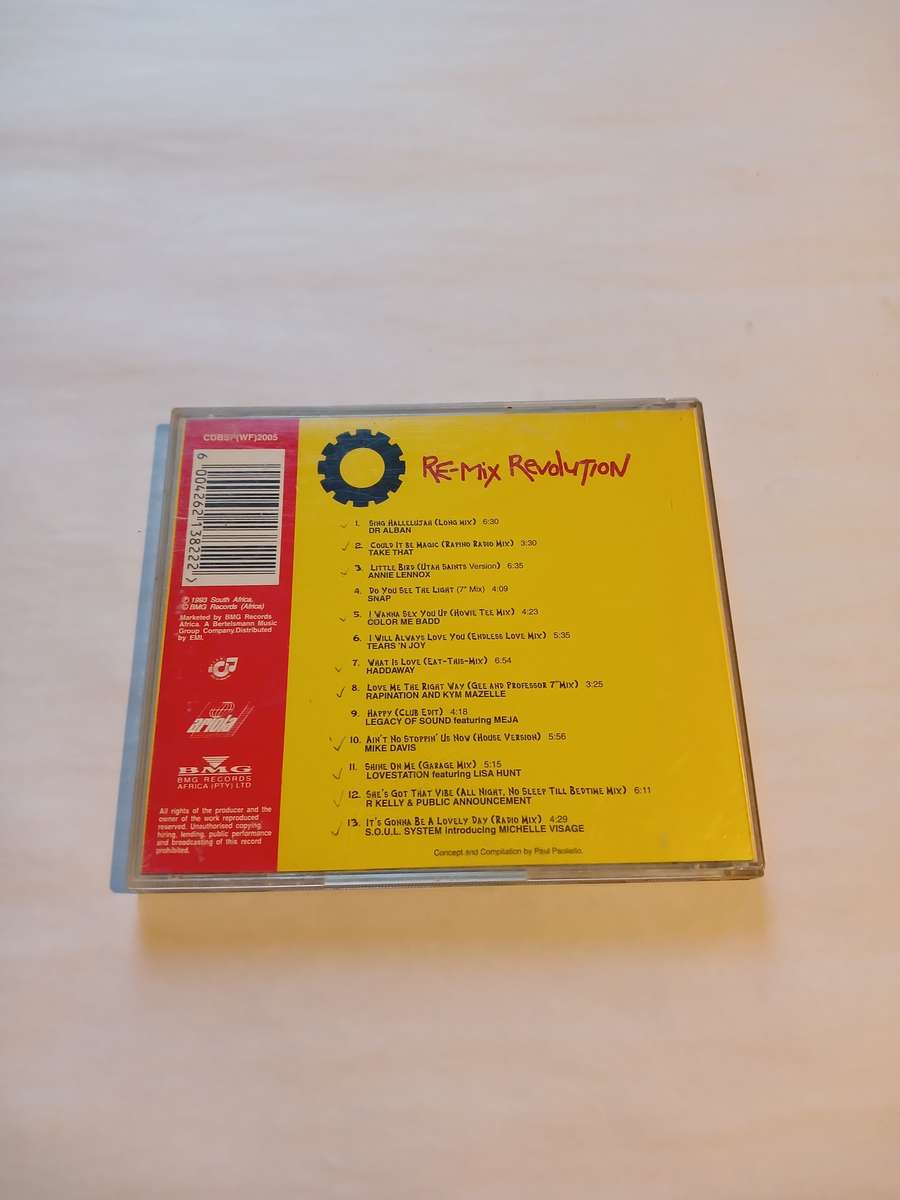 CDBSP(WF)2005
6 004262 138222 >
℗ 1993 South Africa.
© BMG Records (Africa)
Marketed by BMG Records
Africa. A Bertelsmann Music
Group Company.Distributed
by EMI.
ariola
BMG
BMG RECORDS
AFRICA (PTY) LTD
All rights of the producer and the
owner of the work reproduced
reserved. Unauthorised copying,
hiring, lending, public performance
and broadcasting of this record
prohibited.
Re-Mix Revolution
1. Sing Hallelujah (Long mix) 6:30
DR ALBAN
2. Could It be Magic (Rapino Radio Mix) 3:30
TAKE THAT
3. Little Bird (Utah Saints Version) 6:35
ANNIE LENNOX
4. Do You See The Light (7" Mix) 4:09
SNAP
5. I Wanna Sex You Up (Howie Tee Mix) 4:23
COLOR ME BADD
6. I Will Always Love You (Endless Love Mix) 5:35
TEARS 'N JOY
7. What Is Love (Eat-This-Mix) 6:54
HADDAWAY
8. Love Me The Right Way (Gee and Professor 7"Mix) 3:25
RAPINATION AND KYM MAZELLE
9. Happy (Club Edit) 4:18
LEGACY OF SOUND featuring MEJA
10. Ain't No Stoppin' Us Now (House Version) 5:56
MIKE DAVIS
11. Shine On Me (Garage Mix) 5:15
LOVESTATION featuring LISA HUNT
12. She's Got That Vibe (All Night, No Sleep Till Bedtime Mix) 6:11
R KELLY & PUBLIC ANNOUNCEMENT
13. It's Gonna Be A Lovely Day (Radio Mix) 4:29
S.O.U.L. SYSTEM introducing MICHELLE VISAGE
Concept and Compilation by Paul Paoliello.